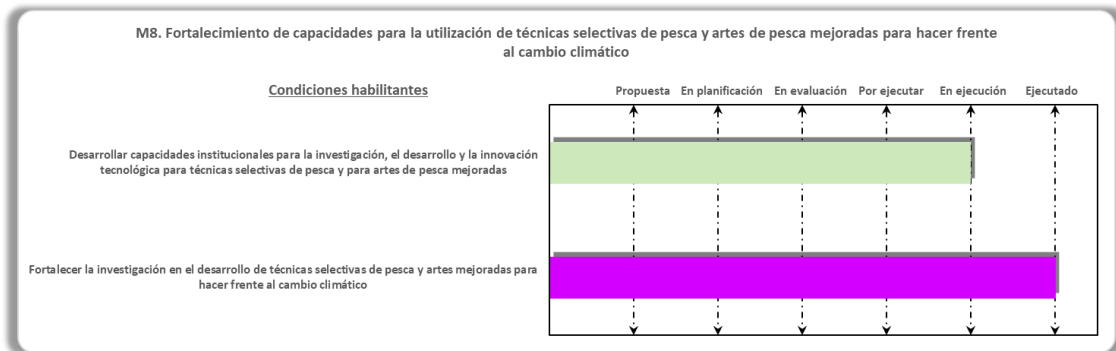 M8. Fortalecimiento de capacidades para la utilización de técnicas selectivas de pesca y artes de pesca mejoradas para hacer frente
al cambio climático
Condiciones habilitantes
Propuesta En planificación En evaluación Por ejecutar En ejecución Ejecutado
Desarrollar capacidades institucionales para la investigación, el desarrollo y la innovación
tecnológica para técnicas selectivas de pesca y para artes de pesca mejoradas
Fortalecer la investigación en el desarrollo de técnicas selectivas de pesca y artes mejoradas para
hacer frente al cambio climático